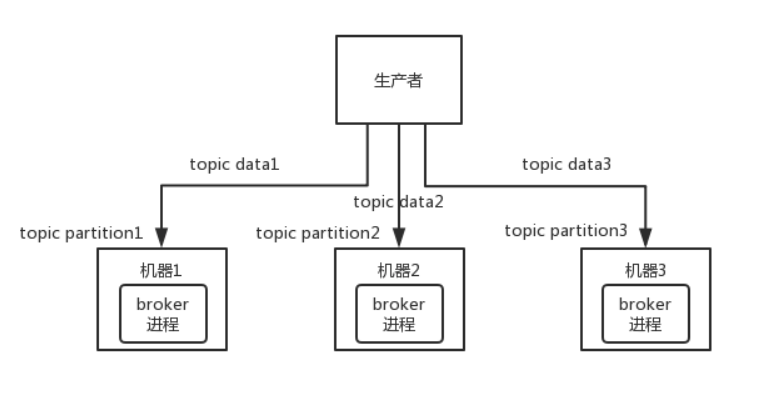 生产者
topic data1
topic data3
topic data2
topic partition1
topic partition2
topic partition3
机器1
broker
进程
机器2
broker
进程
机器3
broker
进程